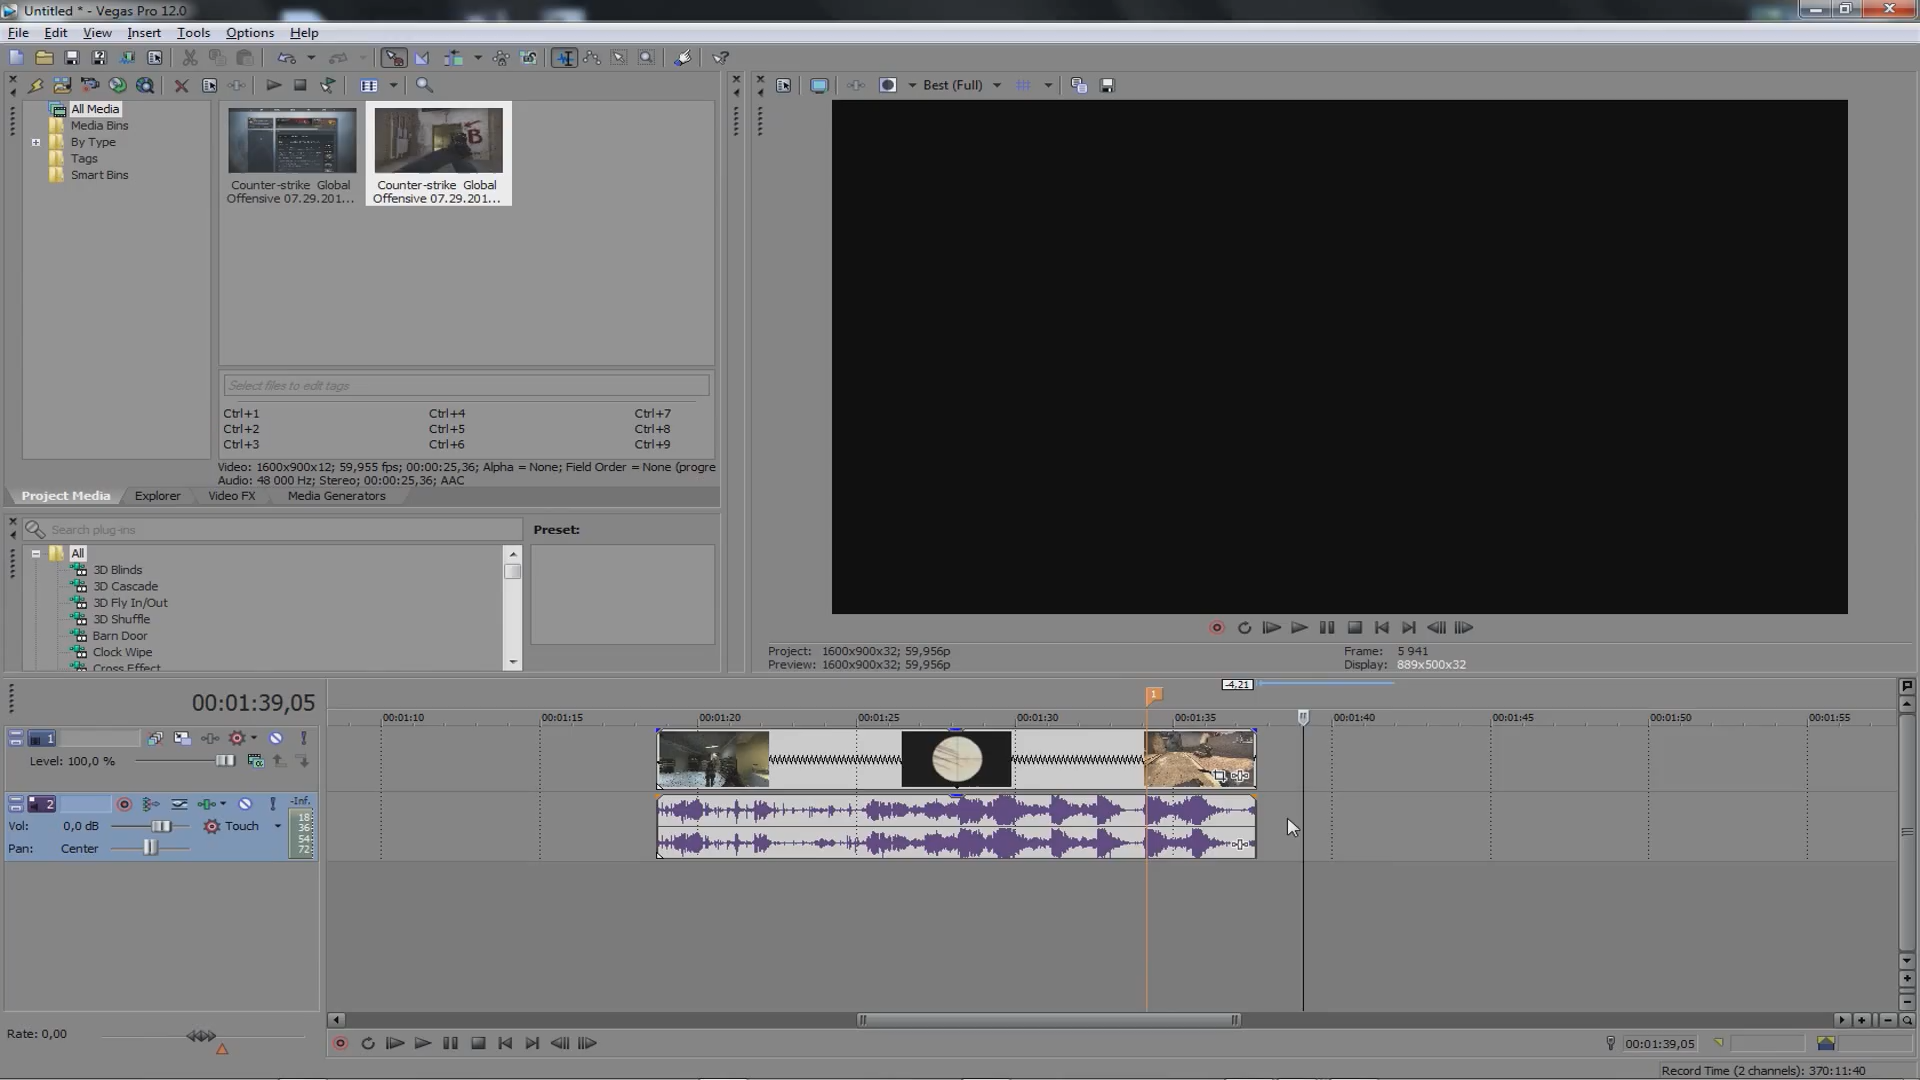 Untitled * - Vegas Pro 12.0
File Edit View Insert Tools Options Help
Best (Full)
All Media
Media Bins
By Type
Tags
Smart Bins
Counter-strike Global
Offensive 07.29.201...
Counter-strike Global
Offensive 07.29.201...
Select files to edit tags
Ctrl+1 Ctrl+4 Ctrl+7
Ctrl+2 Ctrl+5 Ctrl+8
Ctrl+3 Ctrl+6 Ctrl+9
Video: 1600x900x12; 59,955 fps; 00:00:25,36; Alpha = None; Field Order = None (progre
Audio: 48 000 Hz; Stereo; 00:00:25,36; AAC
Project Media Explorer Video FX Media Generators
Search plug-ins
Preset:
All
3D Blinds
3D Cascade
3D Fly In/Out
3D Shuffle
Barn Door
Clock Wipe
Cross Effect
Project: 1600x900x32; 59,956p
Preview: 1600x900x32; 59,956p
Frame: 5 941
Display: 889x500x32
00:01:39,05
-4.21
1
00:01:10 00:01:15 00:01:20 00:01:25 00:01:30 00:01:35 00:01:40 00:01:45 00:01:50 00:01:55
1
Level: 100,0 %
2
-Inf.
Vol: 0,0 dB Touch
Pan: Center
18
36
54
72
Rate: 0,00
00:01:39,05
Record Time (2 channels): 370:11:40